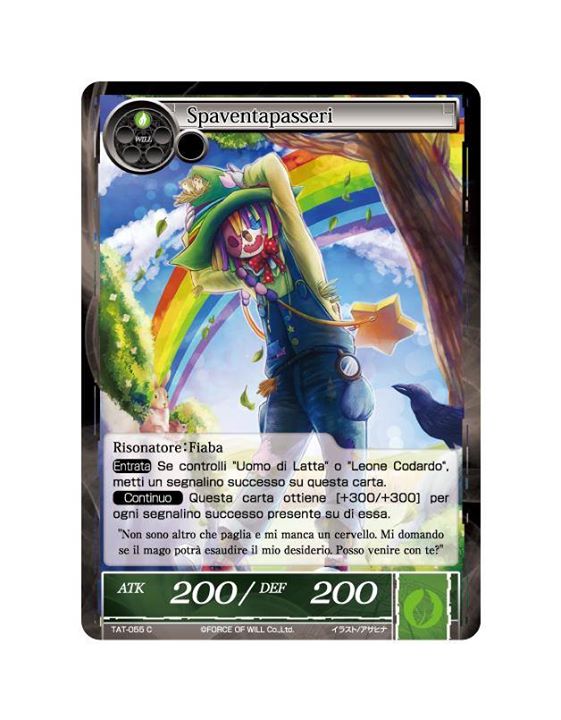 Spaventapasseri
WILL
Risonatore:Fiaba
Entrata Se controlli "Uomo di Latta" o "Leone Codardo",
metti un segnalino successo su questa carta.
Continuo Questa carta ottiene [+300/+300] per
ogni segnalino successo presente su di essa.
"Non sono altro che paglia e mi manca un cervello. Mi domando
se il mago potrà esaudire il mio desiderio. Posso venire con te?"
ATK 200/ DEF 200
TAT-055 C ©FORCE OF WILL Co.,Ltd. イラスト/アサヒナ